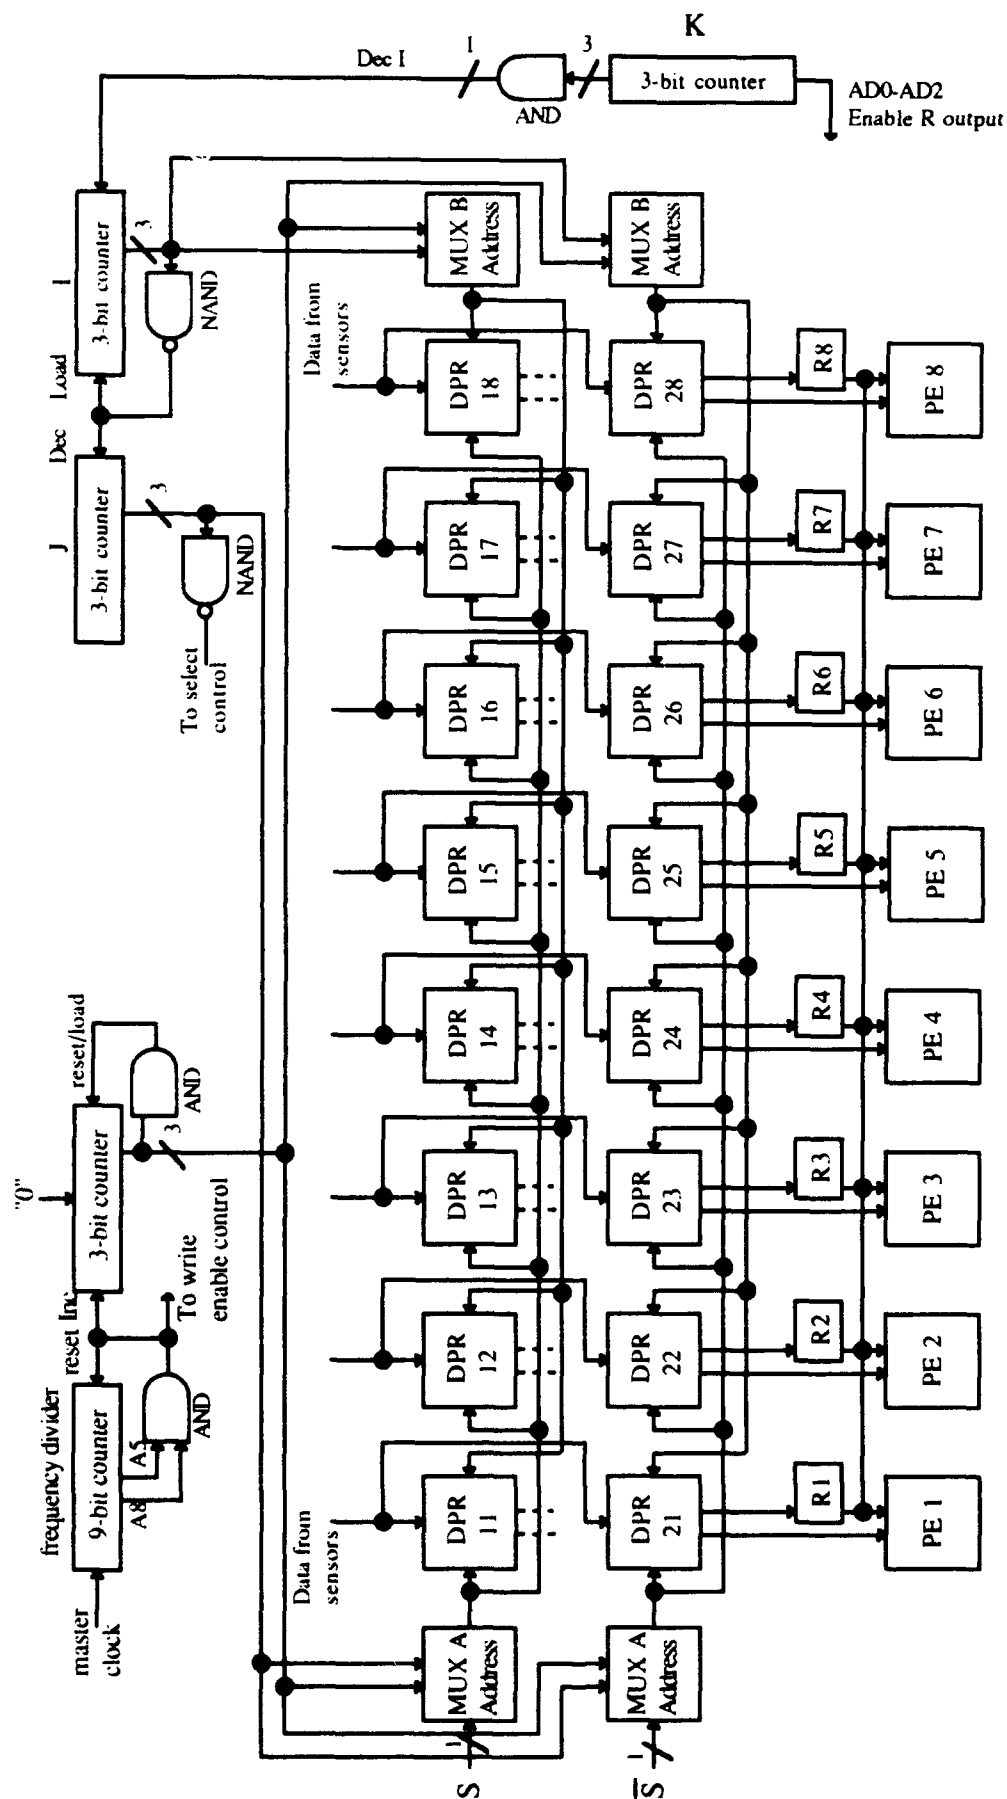 master
clock
frequency divider
9-bit counter
A8
A5
AND
reset
Inc
To write
enable control
"0"
3-bit counter
reset/load
AND
3
J
3-bit counter
Dec
3
NAND
To select
control
I
3-bit counter
Load
3
NAND
Dec I
1
AND
3
K
3-bit counter
AD0-AD2
Enable R output
Data from
sensors
Data from
sensors
S
1
MUX A
Address
DPR
11
DPR
12
DPR
13
DPR
14
DPR
15
DPR
16
DPR
17
DPR
18
MUX B
Address
S̅
1
MUX A
Address
DPR
21
DPR
22
DPR
23
DPR
24
DPR
25
DPR
26
DPR
27
DPR
28
MUX B
Address
R1
R2
R3
R4
R5
R6
R7
R8
PE 1
PE 2
PE 3
PE 4
PE 5
PE 6
PE 7
PE 8